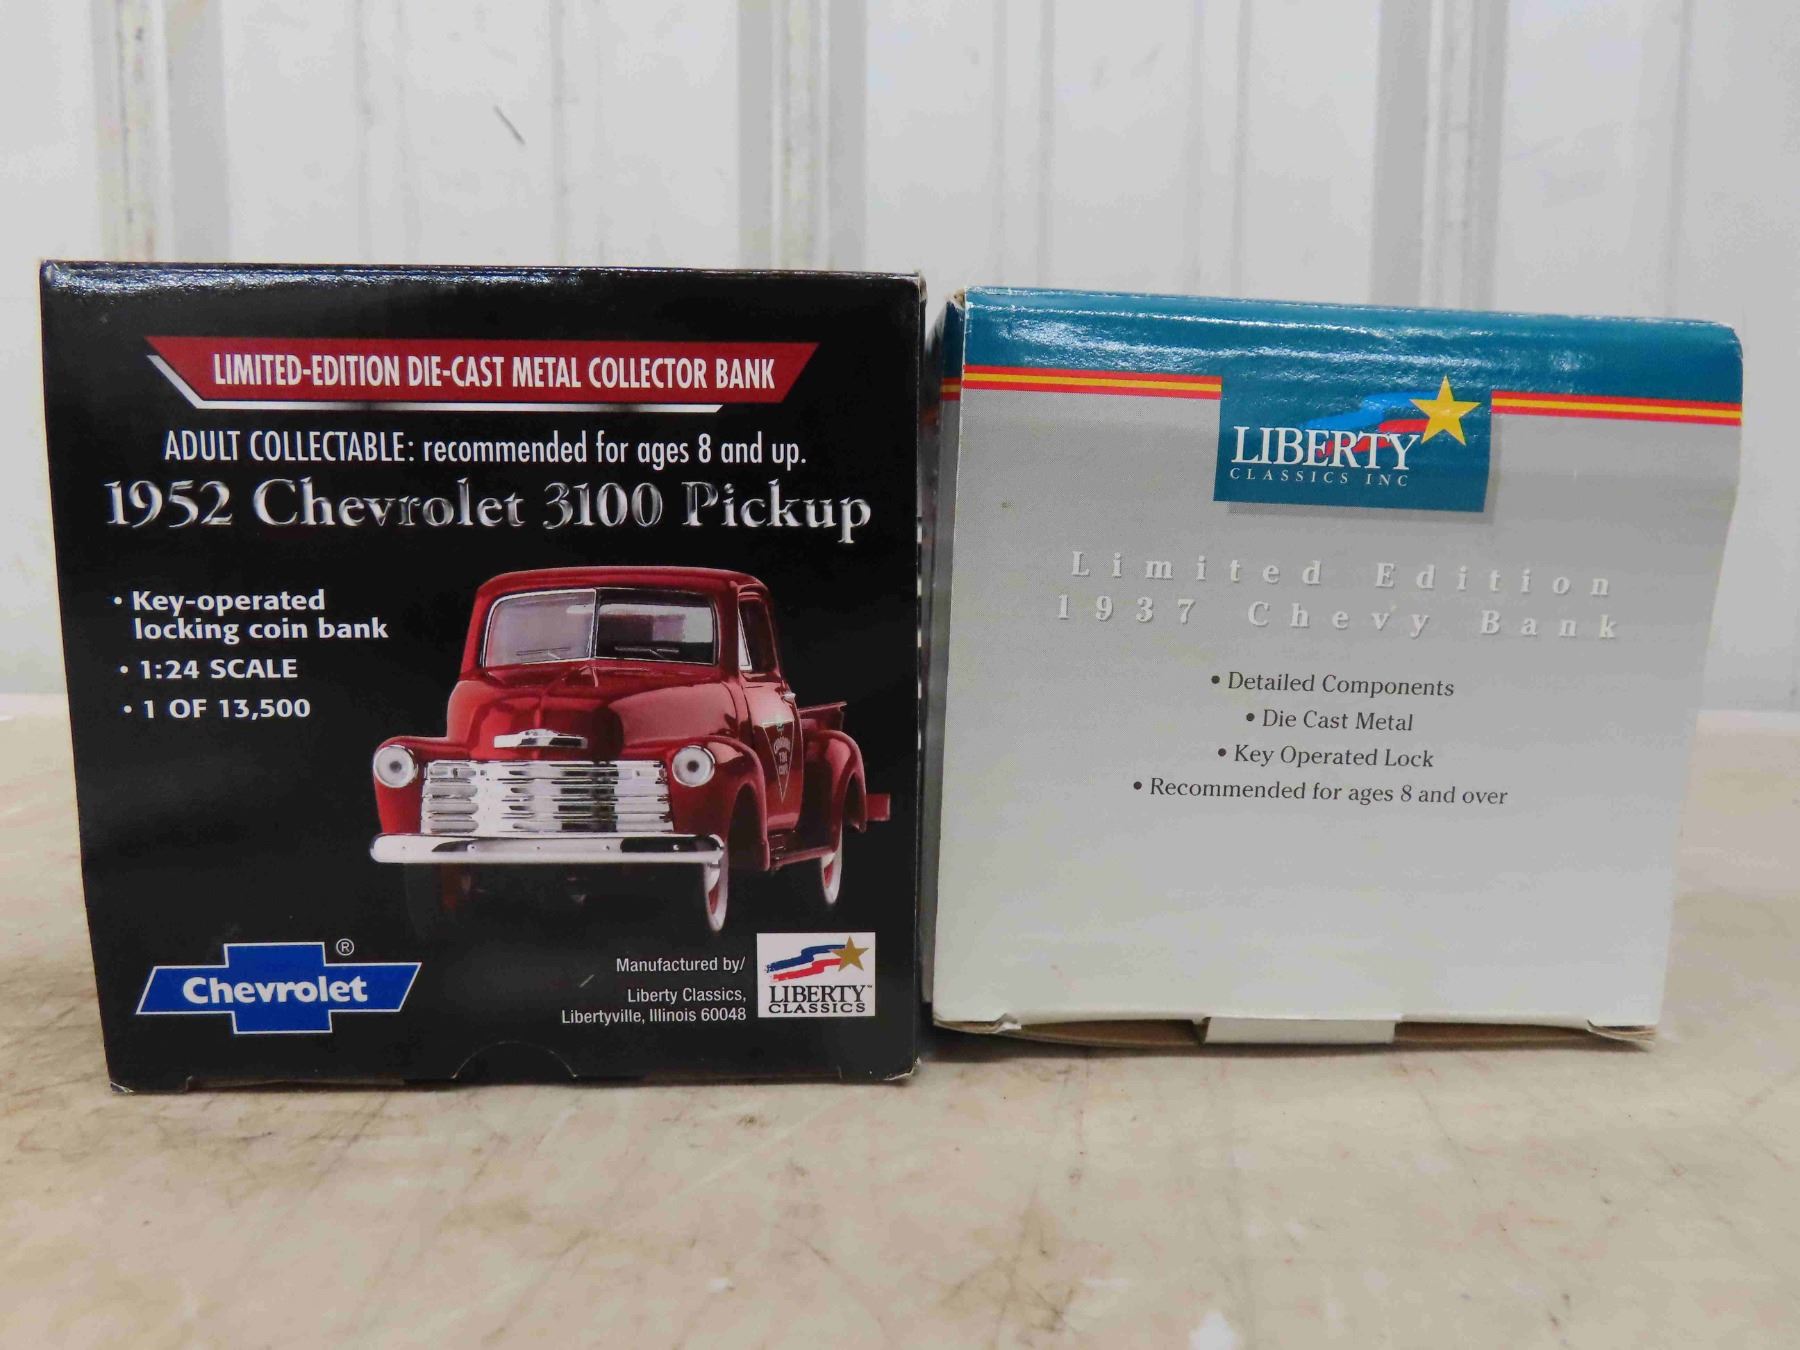 LIMITED-EDITION DIE-CAST METAL COLLECTOR BANK
ADULT COLLECTABLE: recommended for ages 8 and up.
1952 Chevrolet 3100 Pickup
• Key-operated
locking coin bank
• 1:24 SCALE
• 1 OF 13,500
Chevrolet ®
Manufactured by/
Liberty Classics,
Libertyville, Illinois 60048
LIBERTY™
CLASSICS
LIBERTY
CLASSICS INC
Limited Edition
1937 Chevy Bank
• Detailed Components
• Die Cast Metal
• Key Operated Lock
• Recommended for ages 8 and over